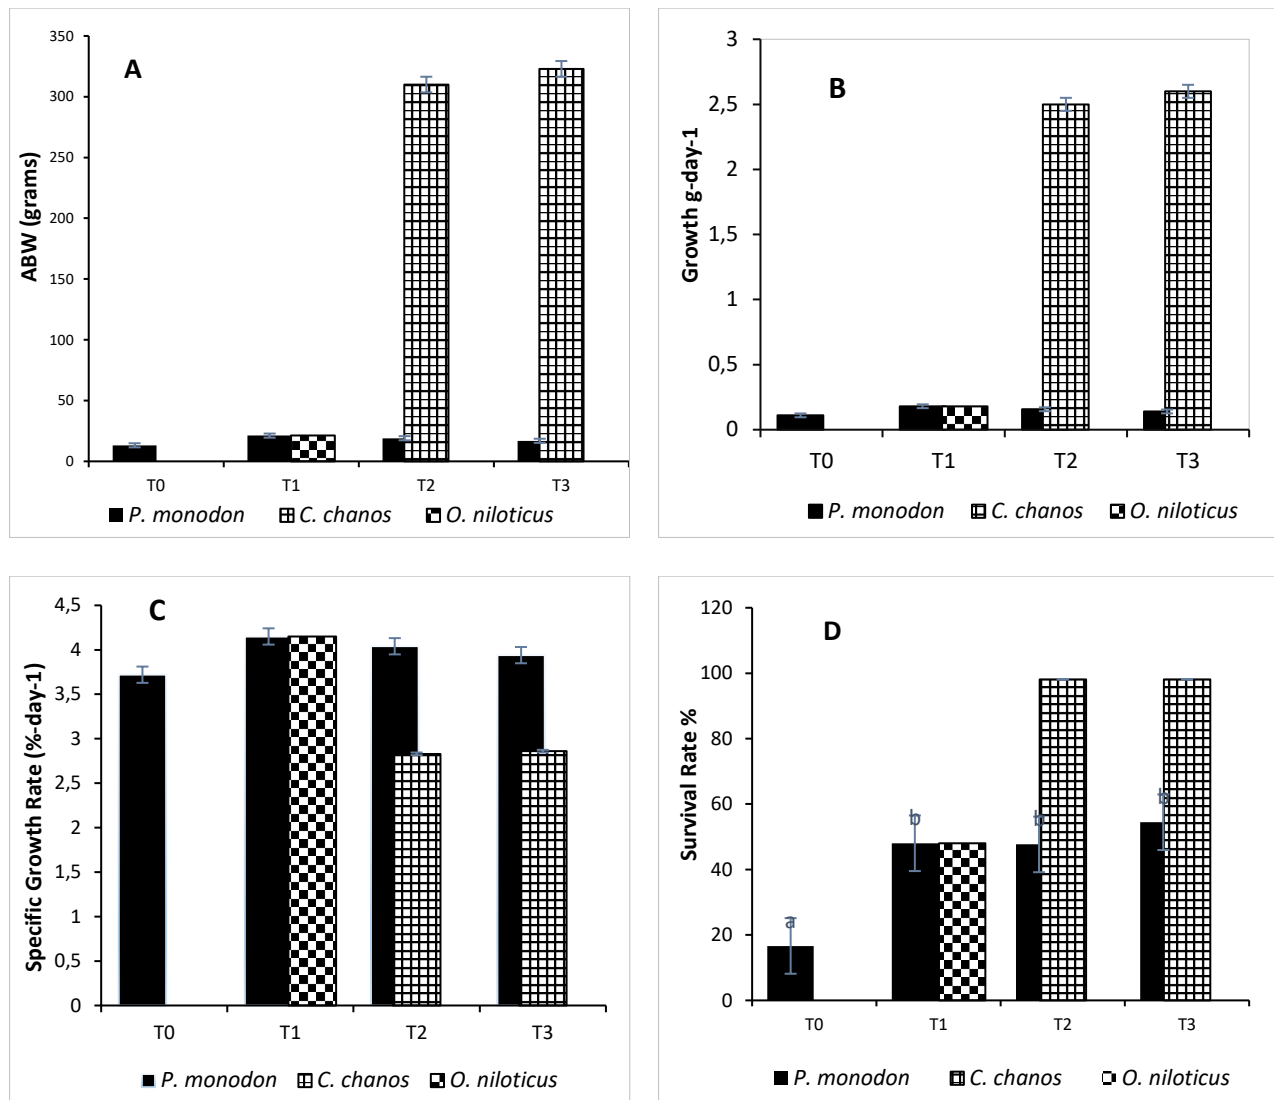 A
ABW (grams)
350
300
250
200
150
100
50
0
T0 T1 T2 T3
P. monodon C. chanos O. niloticus
B
Growth g-day-1
3
2,5
2
1,5
1
0,5
0
T0 T1 T2 T3
P. monodon C. chanos O. niloticus
C
Specific Growth Rate (%-day-1)
4,5
4
3,5
3
2,5
2
1,5
1
0,5
0
T0 T1 T2 T3
P. monodon C. chanos O. niloticus
D
Survival Rate %
120
100
80
60
40
20
0
a b b b
T0 T1 T2 T3
P. monodon C. chanos O. niloticus